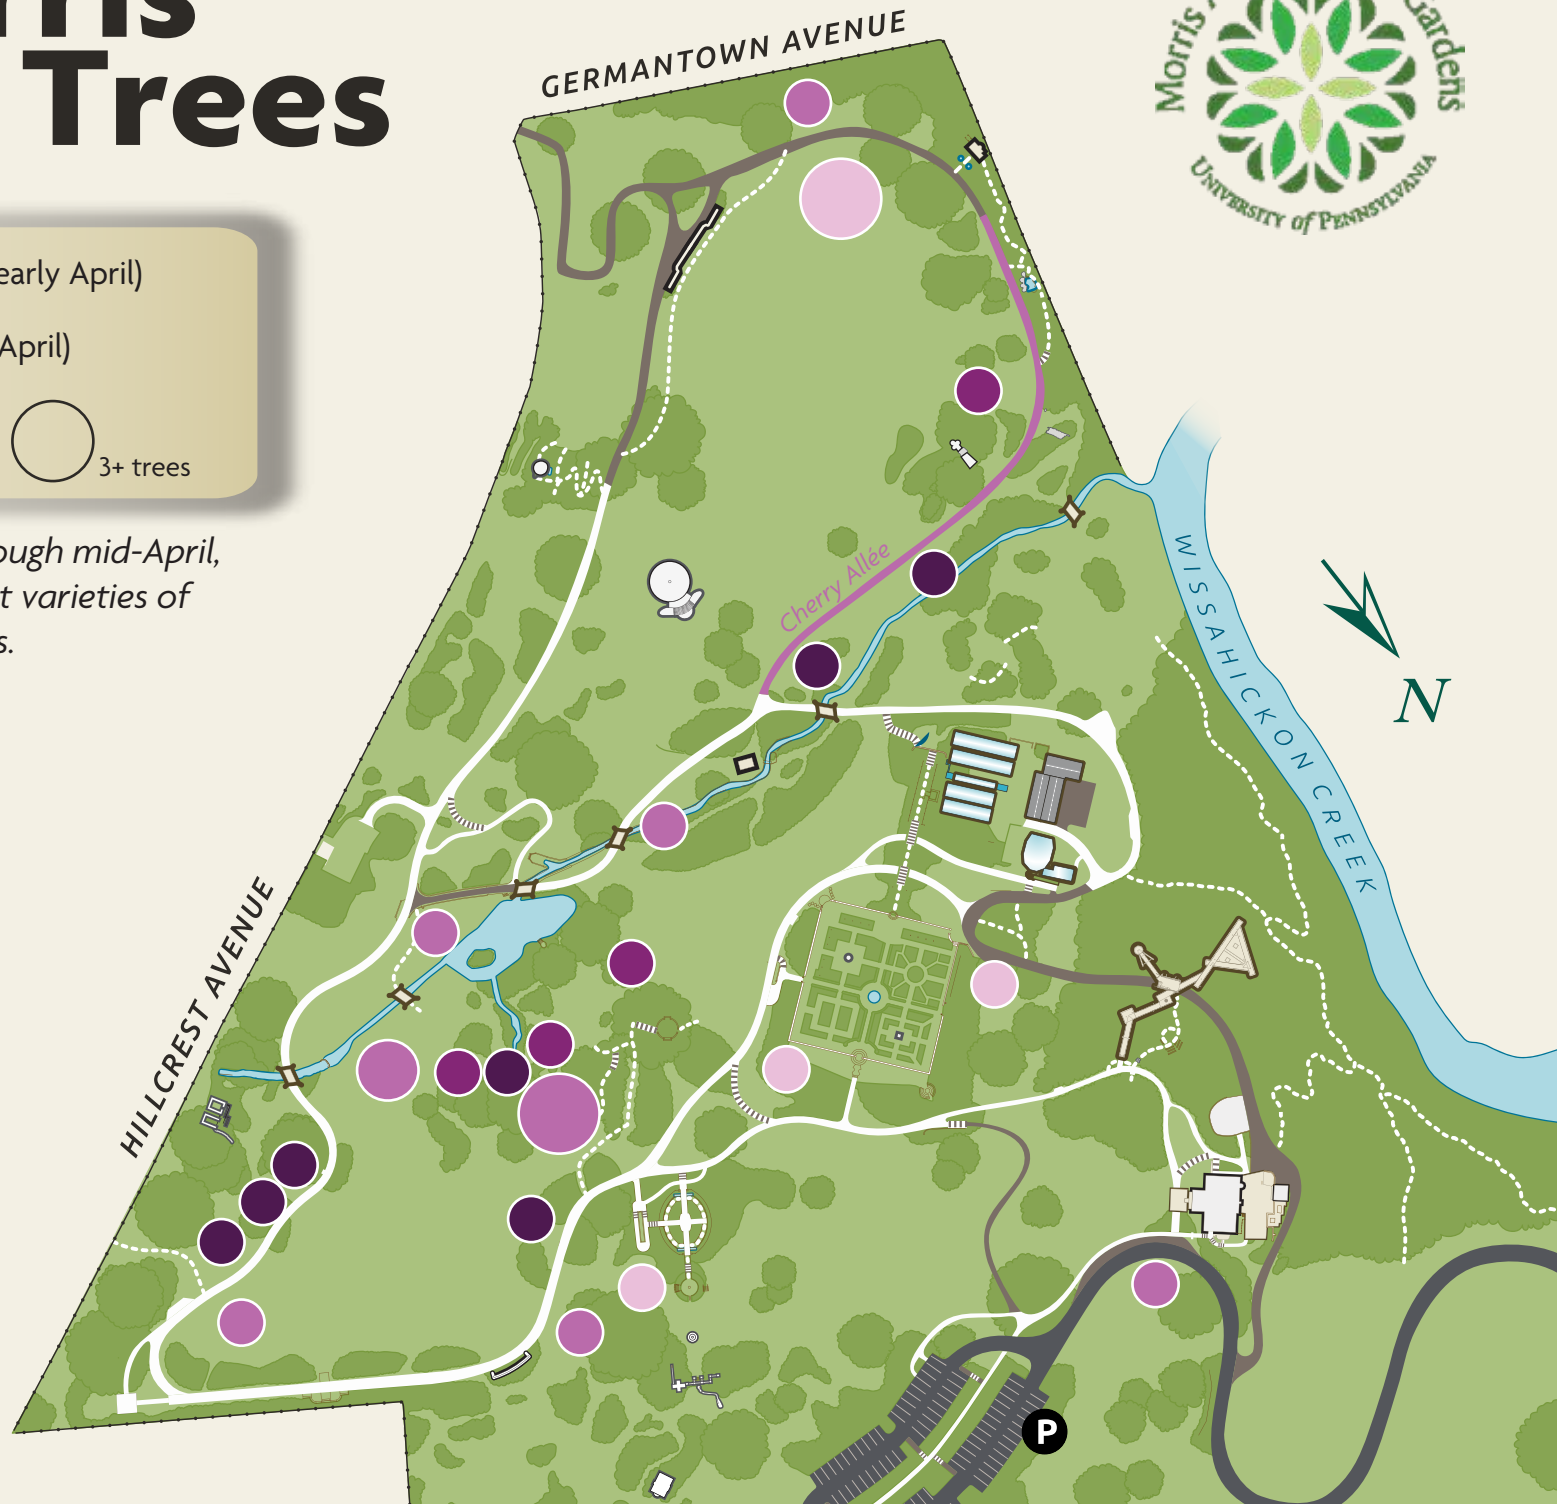 Trees
GERMANTOWN AVENUE
Gardens
UNIVERSITY of PENNSYLVANIA
Morris
early April)
April)
3+ trees
ough mid-April,
t varieties of
s.
Cherry Allée
WISSAHICKON CREEK
N
HILLCREST AVENUE
P